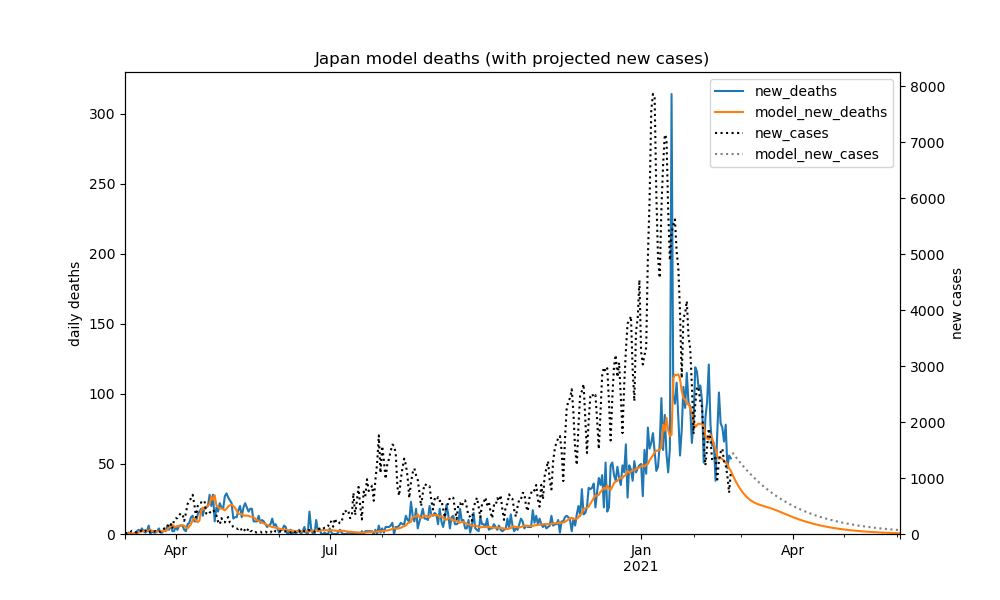 Japan model deaths (with projected new cases)
new_deaths
model_new_deaths
new_cases
model_new_cases
daily deaths
300
250
200
150
100
50
0
8000
7000
6000
5000
4000
3000
2000
1000
0
new cases
Apr
Jul
Oct
Jan
2021
Apr